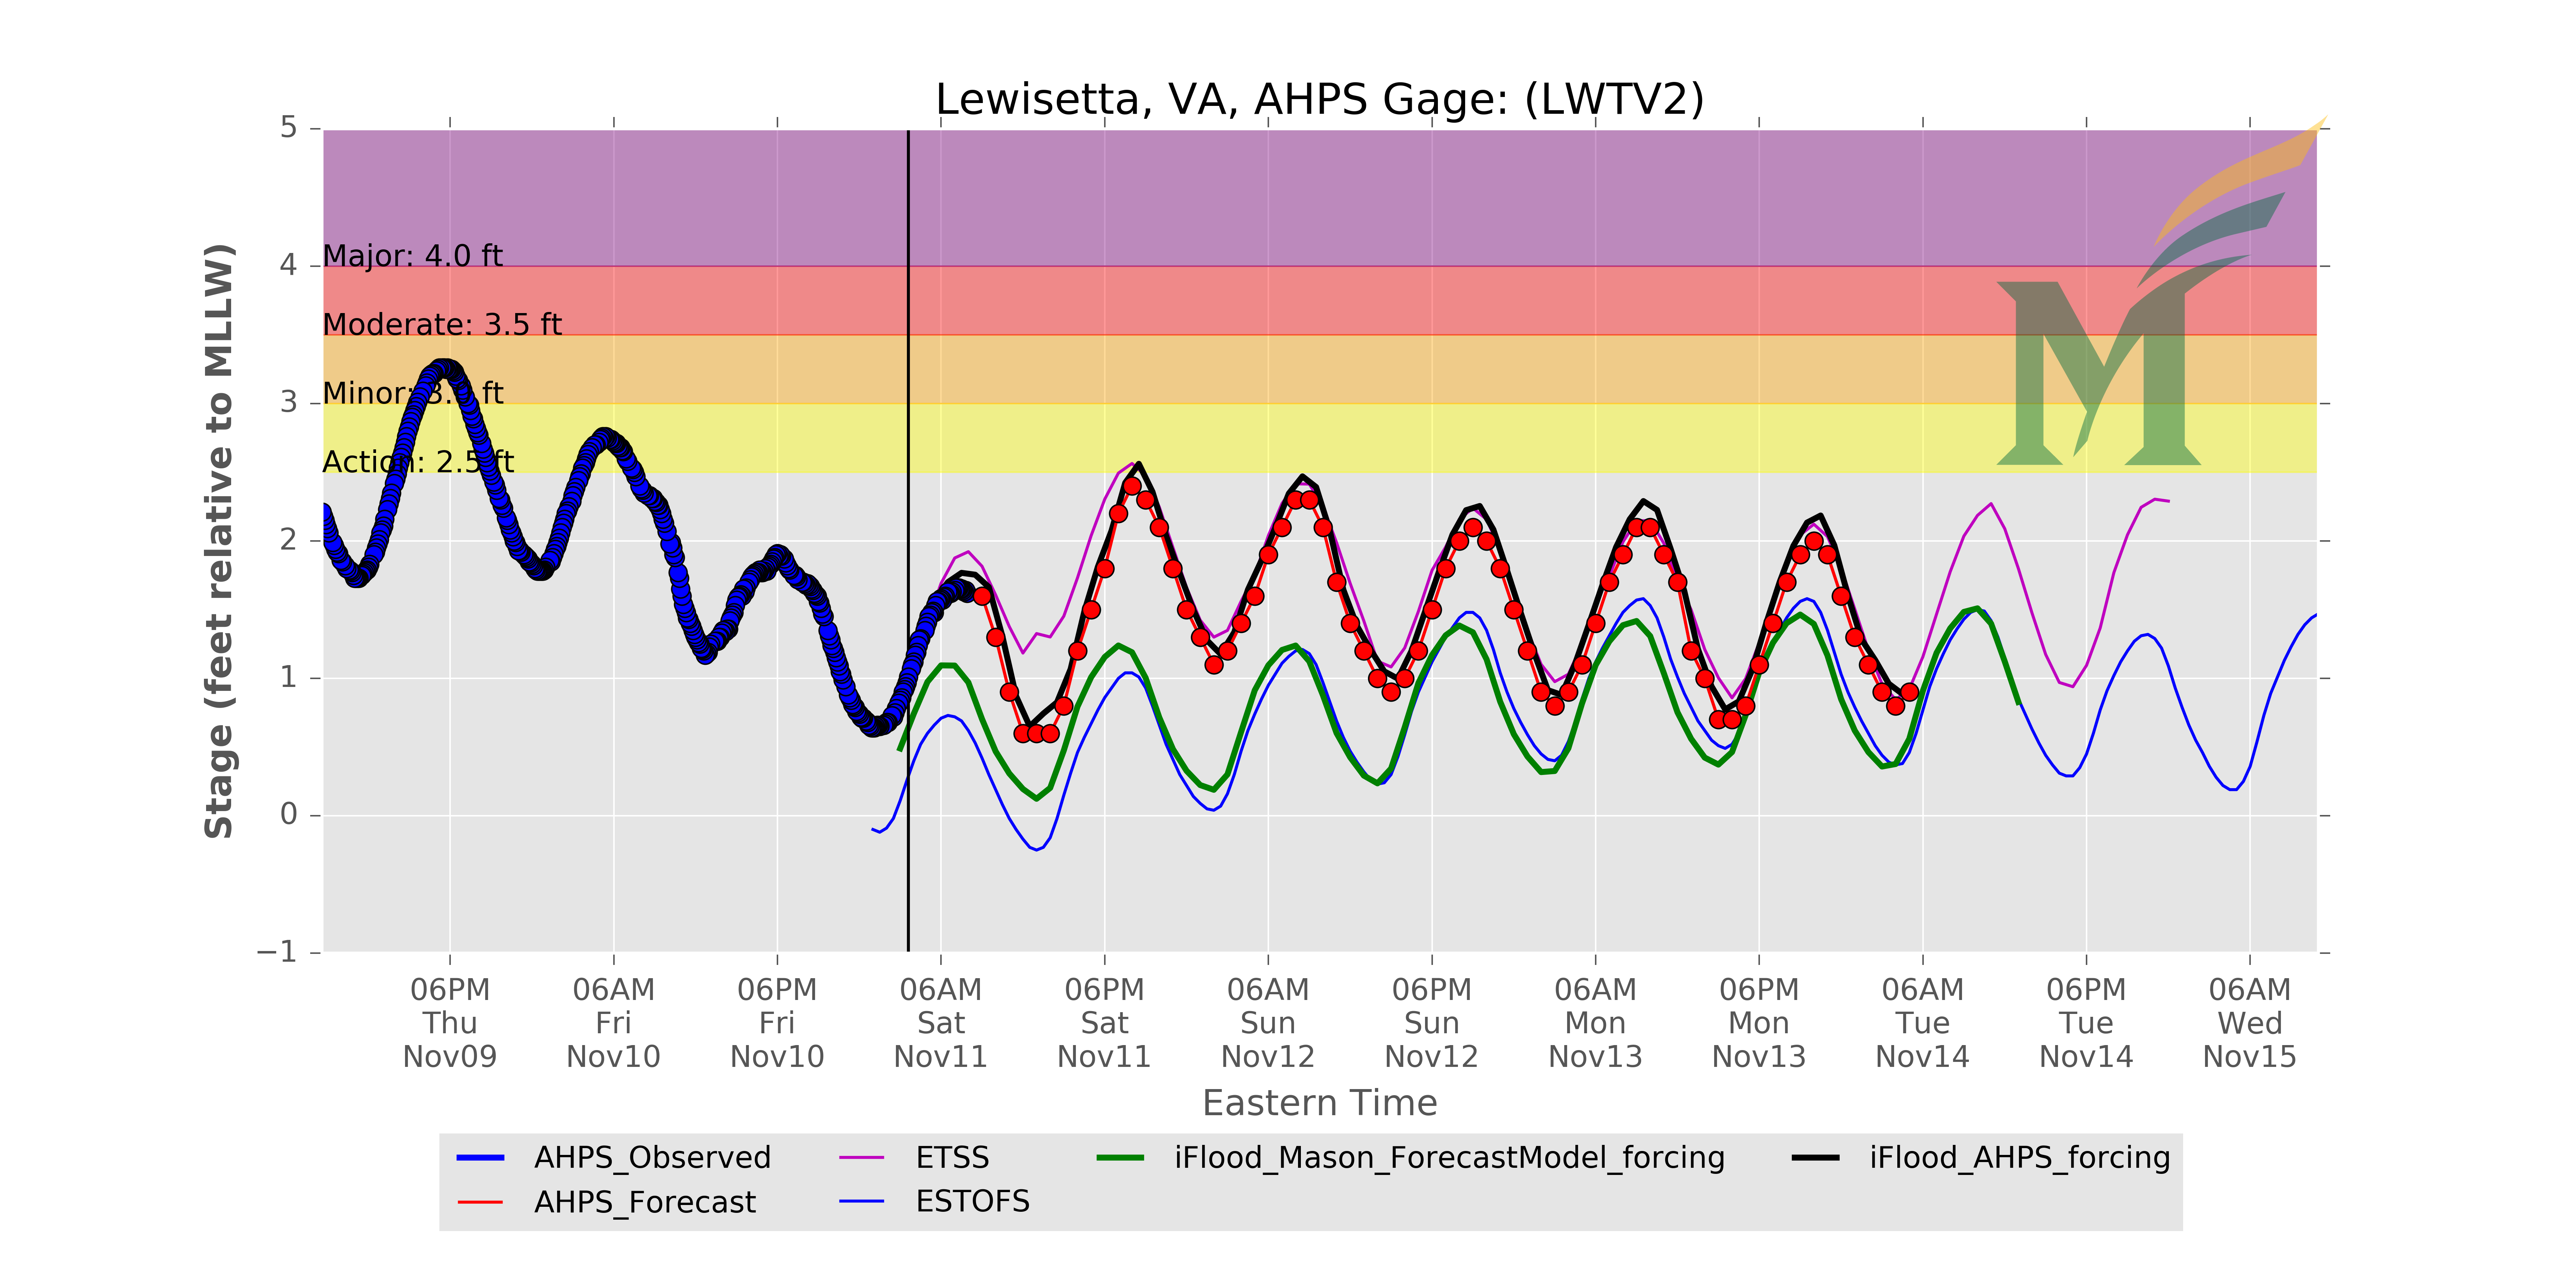 Lewisetta, VA, AHPS Gage: (LWTV2)
Stage (feet relative to MLLW)
5
4
3
2
1
0
−1
Major: 4.0 ft
Moderate: 3.5 ft
Minor: 3.0 ft
Action: 2.5 ft
06PM 06AM 06PM 06AM 06PM 06AM 06PM 06AM 06PM 06AM 06PM 06AM
Thu Fri Fri Sat Sat Sun Sun Mon Mon Tue Tue Wed
Nov09 Nov10 Nov10 Nov11 Nov11 Nov12 Nov12 Nov13 Nov13 Nov14 Nov14 Nov15
Eastern Time
AHPS_Observed ETSS iFlood_Mason_ForecastModel_forcing iFlood_AHPS_forcing
AHPS_Forecast ESTOFS
M